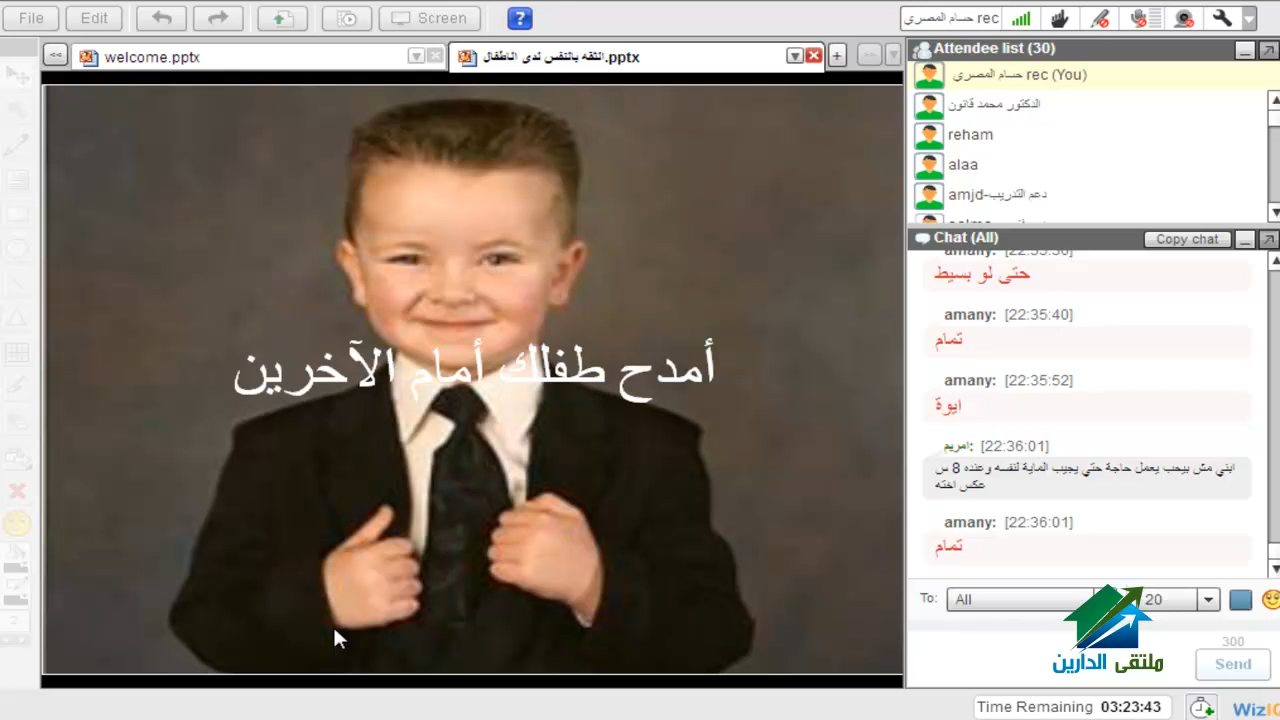 File
Edit
Screen
?
حسام المصري rec
<<
welcome.pptx
الثقه بالنفس لدى الاطفال.pptx
+
Attendee list (30)
حسام المصري rec (You)
الدكتور محمد قانون
reham
alaa
amjd-دعم التدريب
أمدح طفلك أمام الآخرين
Chat (All)
Copy chat
حتى لو بسيط
amany: [22:35:40]
تمام
amany: [22:35:52]
ايوة
امريم: [22:36:01]
ابني مش بيحب يعمل حاجة حتي يجيب الماية لنفسه وعنده 8 س
عكس اخته
amany: [22:36:01]
تمام
To:
All
20
ملتقى الدارين
300
Send
Time Remaining 03:23:43